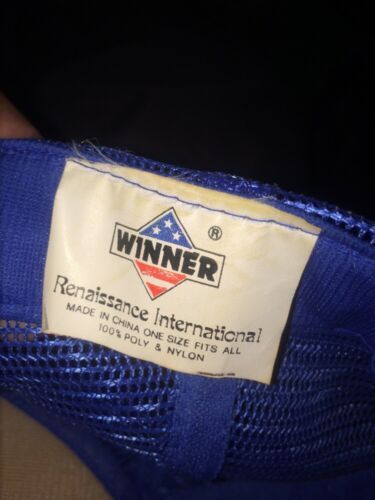 WINNER ®
Renaissance International
MADE IN CHINA ONE SIZE FITS ALL
100% POLY & NYLON